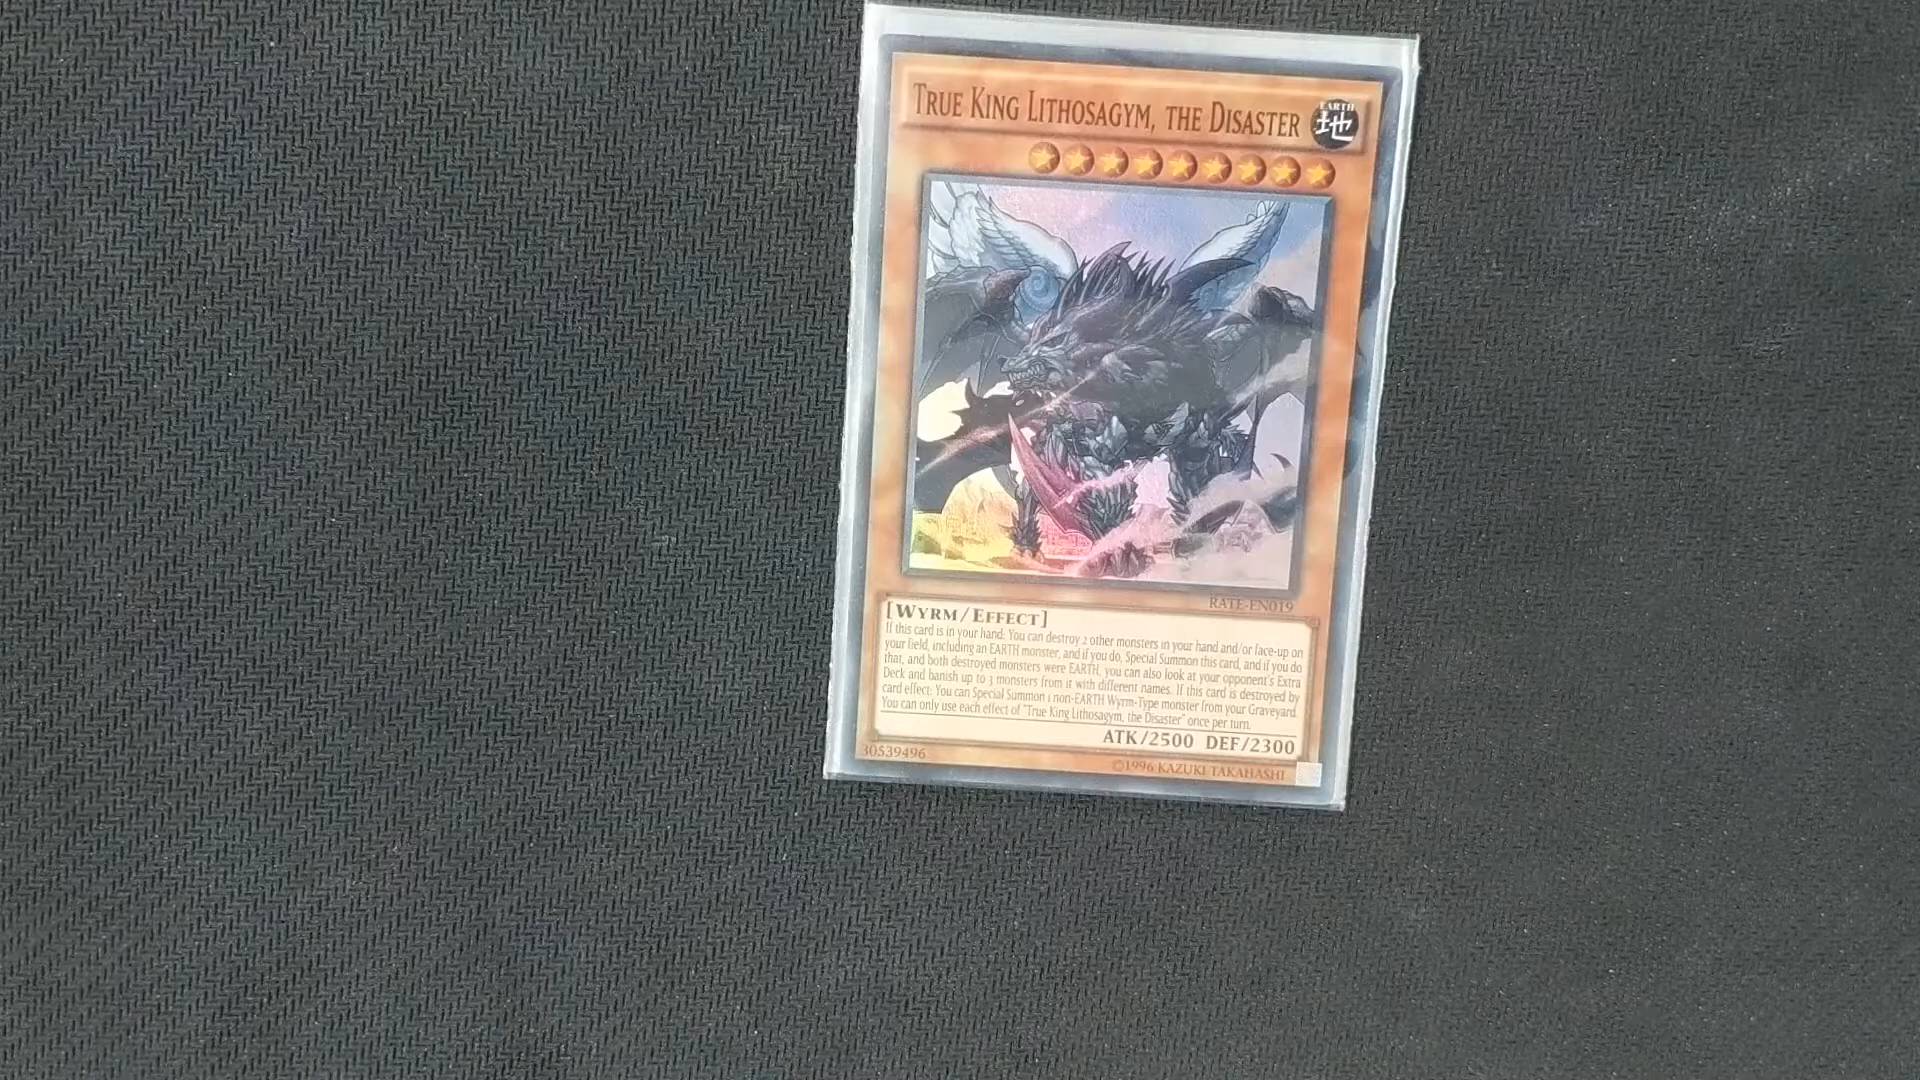 TRUE KING LITHOSAGYM, THE DISASTER
EARTH
地
RATE-EN019
[WYRM/EFFECT]
If this card is in your hand: You can destroy 2 other monsters in your hand and/or face-up on
your field, including an EARTH monster, and if you do, Special Summon this card, and if you do
that, and both destroyed monsters were EARTH, you can also look at your opponent's Extra
Deck and banish up to 3 monsters from it with different names. If this card is destroyed by
card effect: You can Special Summon 1 non-EARTH Wyrm-Type monster from your Graveyard.
You can only use each effect of "True King Lithosagym, the Disaster" once per turn.
ATK/2500 DEF/2300
30539496
©1996 KAZUKI TAKAHASHI